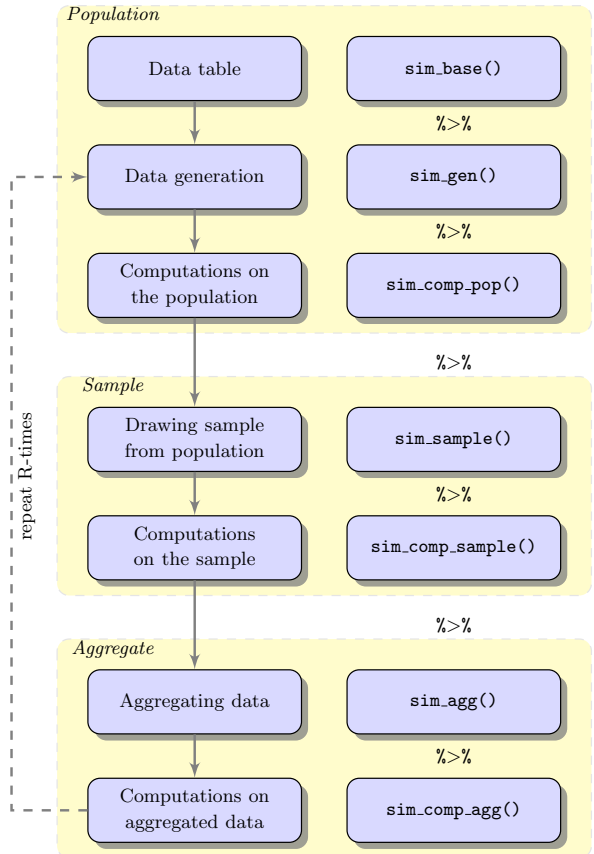 Population
Data table
sim_base()
%>%
Data generation
sim_gen()
%>%
Computations on
the population
sim_comp_pop()
%>%
Sample
Drawing sample
from population
sim_sample()
%>%
Computations
on the sample
sim_comp_sample()
%>%
Aggregate
Aggregating data
sim_agg()
%>%
Computations on
aggregated data
sim_comp_agg()
repeat R-times